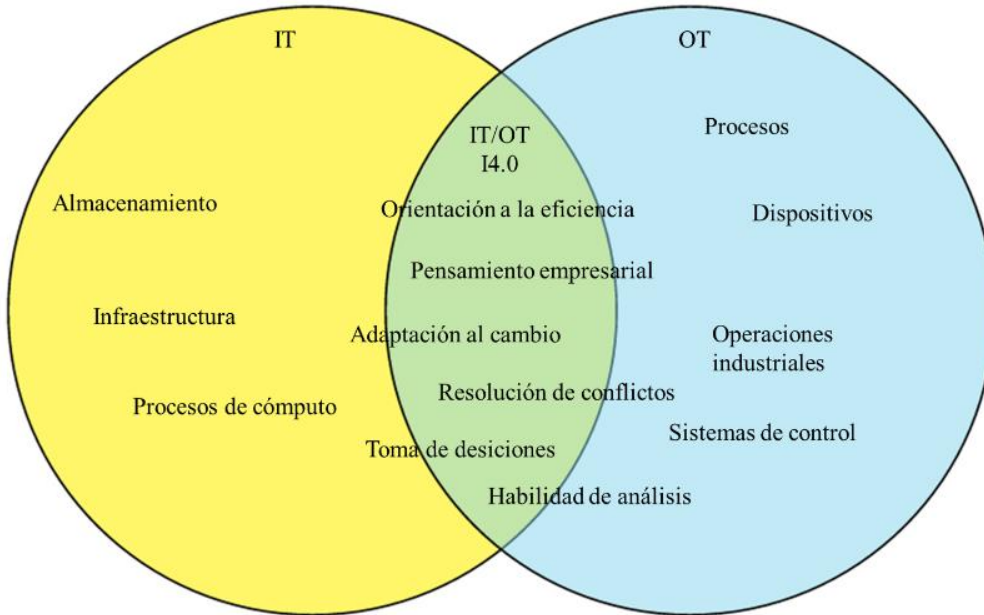 IT
OT
IT/OT
I4.0
Procesos
Almacenamiento
Orientación a la eficiencia
Dispositivos
Pensamiento empresarial
Infraestructura
Adaptación al cambio
Operaciones
industriales
Resolución de conflictos
Procesos de cómputo
Sistemas de control
Toma de desiciones
Habilidad de análisis